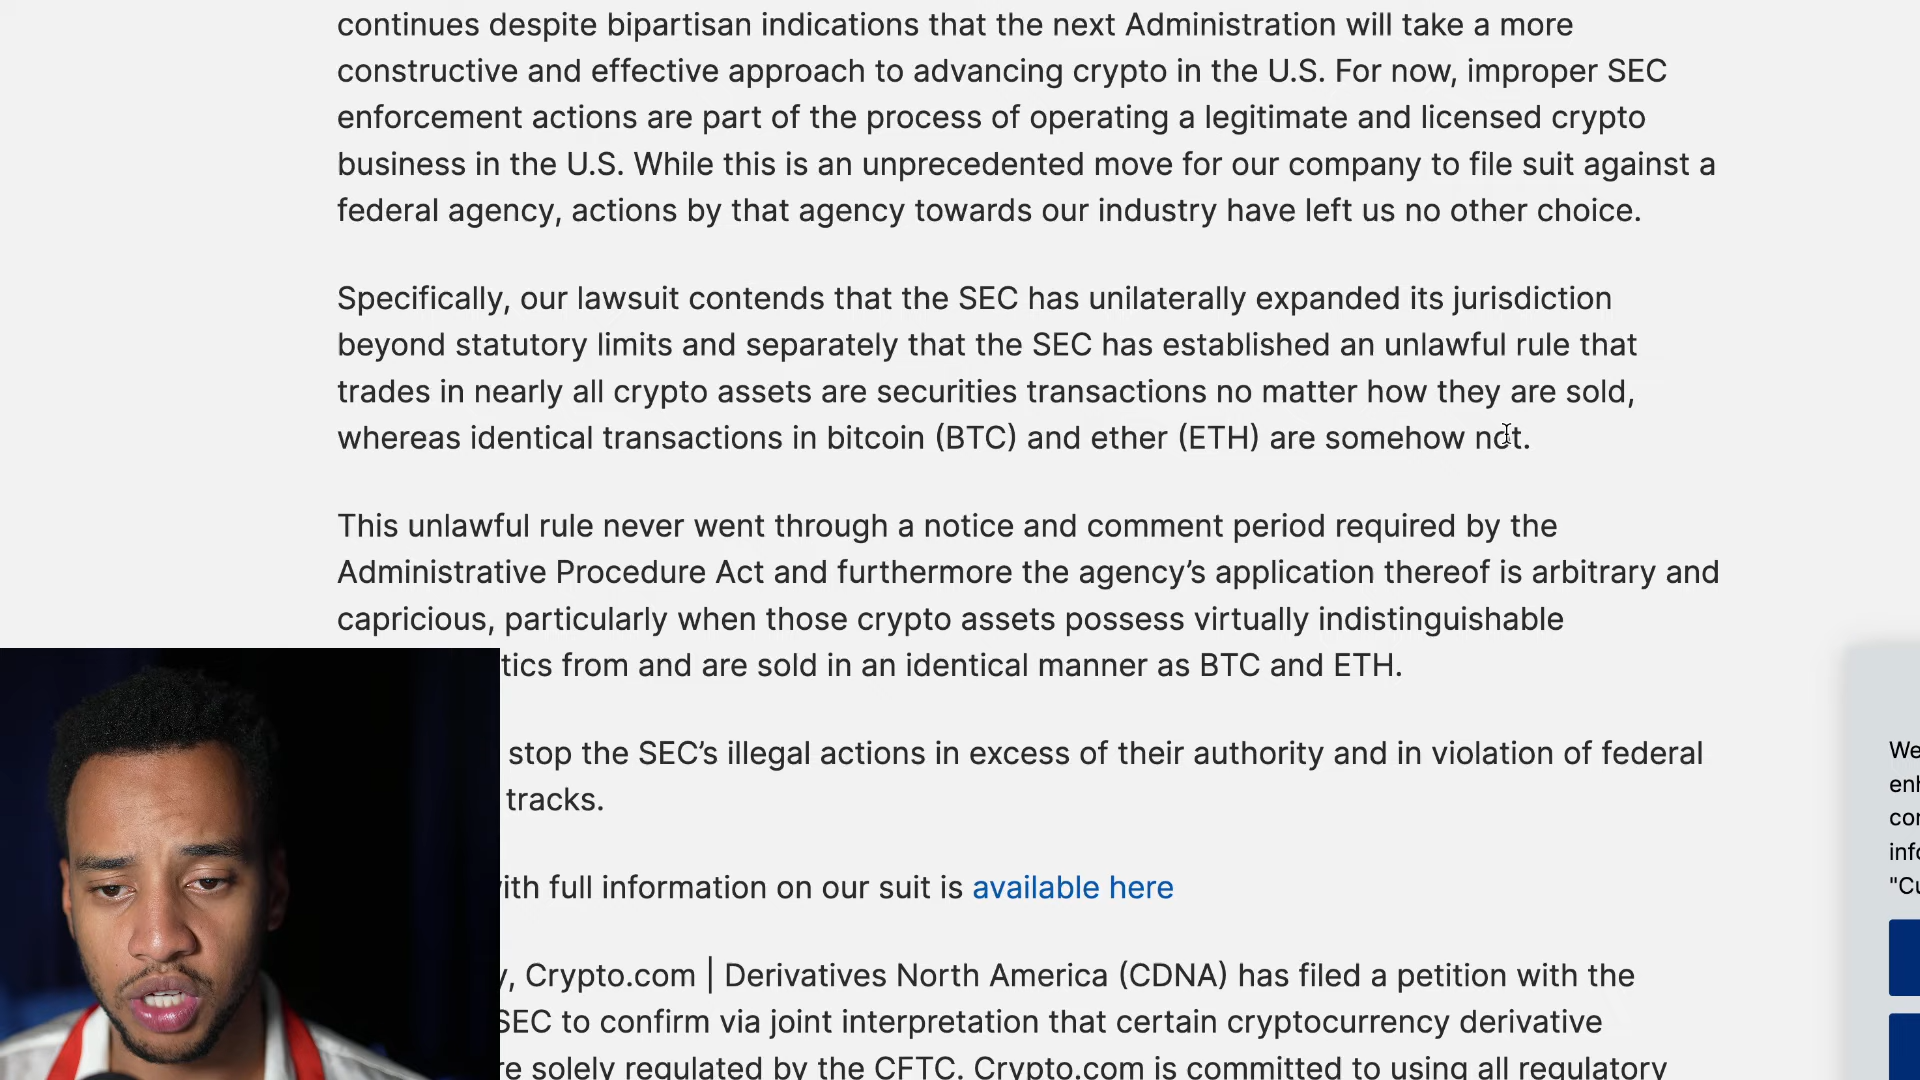 continues despite bipartisan indications that the next Administration will take a more
constructive and effective approach to advancing crypto in the U.S. For now, improper SEC
enforcement actions are part of the process of operating a legitimate and licensed crypto
business in the U.S. While this is an unprecedented move for our company to file suit against a
federal agency, actions by that agency towards our industry have left us no other choice.
Specifically, our lawsuit contends that the SEC has unilaterally expanded its jurisdiction
beyond statutory limits and separately that the SEC has established an unlawful rule that
trades in nearly all crypto assets are securities transactions no matter how they are sold,
whereas identical transactions in bitcoin (BTC) and ether (ETH) are somehow not.
This unlawful rule never went through a notice and comment period required by the
Administrative Procedure Act and furthermore the agency’s application thereof is arbitrary and
capricious, particularly when those crypto assets possess virtually indistinguishable
tics from and are sold in an identical manner as BTC and ETH.
stop the SEC’s illegal actions in excess of their authority and in violation of federal
tracks.
ith full information on our suit is available here
, Crypto.com | Derivatives North America (CDNA) has filed a petition with the
SEC to confirm via joint interpretation that certain cryptocurrency derivative
re solely regulated by the CFTC. Crypto.com is committed to using all regulatory
We
enh
con
info
"Cu